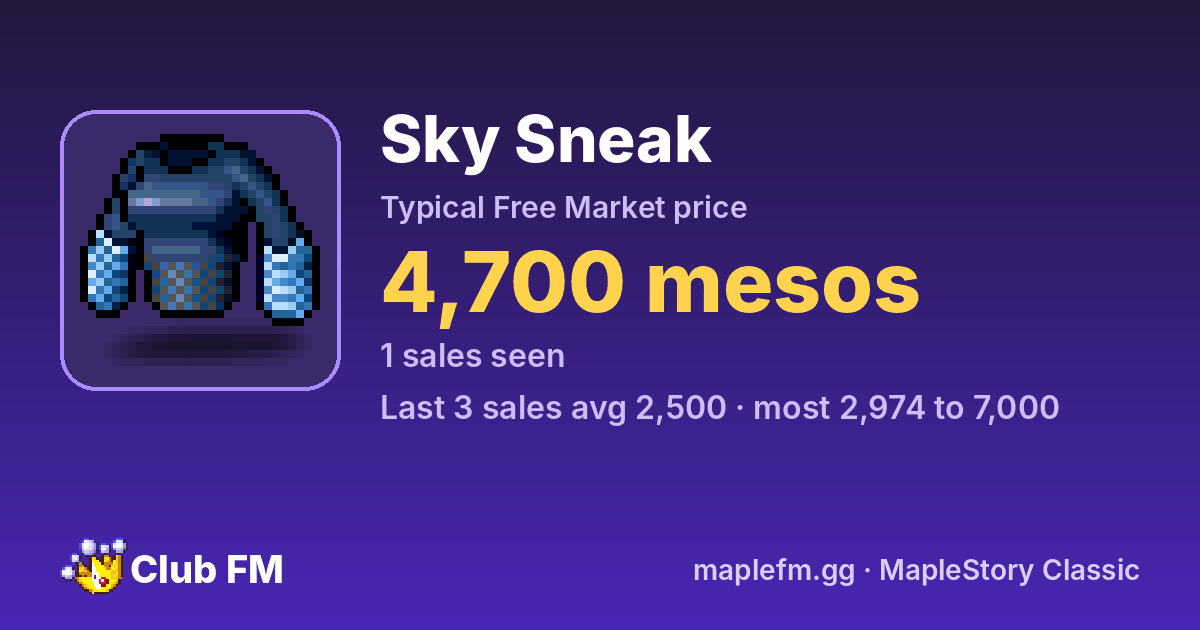 Sky Sneak
Typical Free Market price
4,700 mesos
1 sales seen
Last 3 sales avg 2,500 · most 2,974 to 7,000
Club FM
maplefm.gg · MapleStory Classic